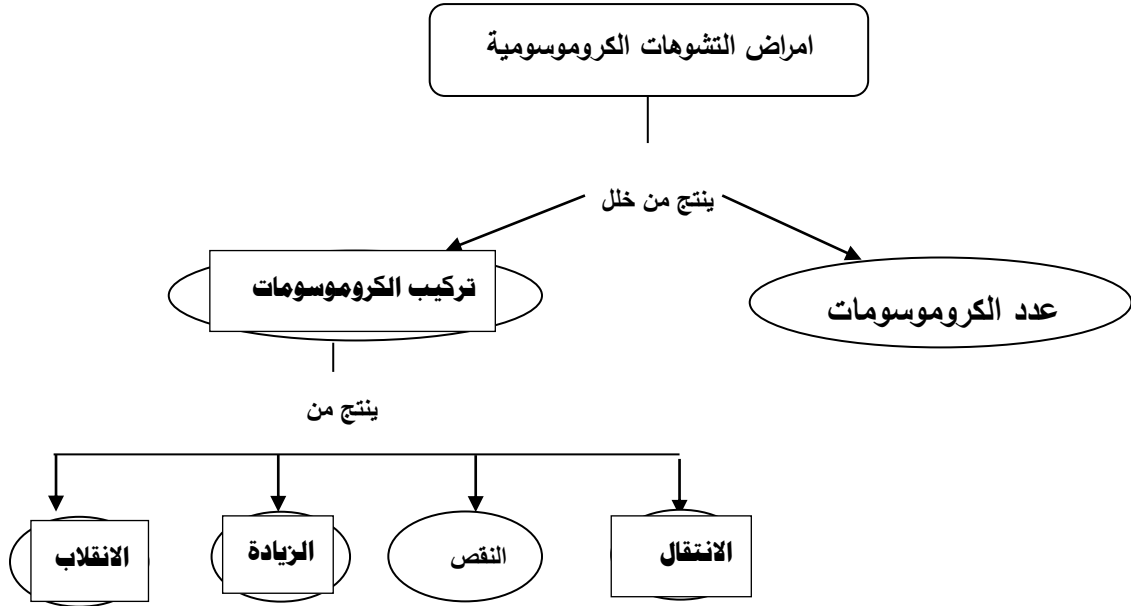 امراض التشوهات الكروموسومية
ينتج من خلل
عدد الكروموسومات
تركيب الكروموسومات
ينتج من
الانتقال
النقص
الزيادة
الانقلاب